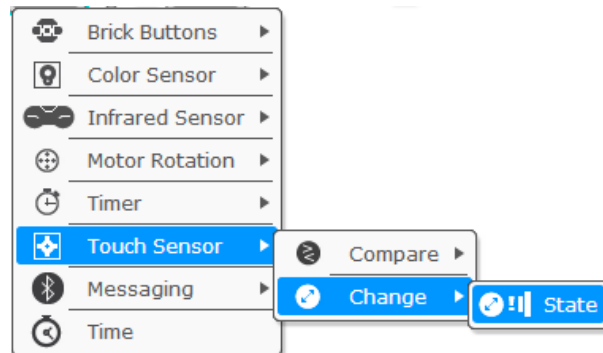 Brick Buttons
Color Sensor
Infrared Sensor
Motor Rotation
Timer
Touch Sensor
Compare
Messaging
Change
State
Time